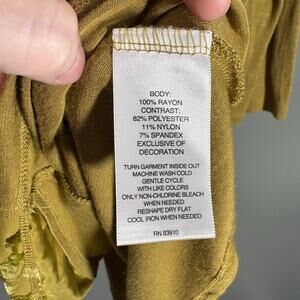 BODY:
100% RAYON
CONTRAST:
82% POLYESTER
11% NYLON
7% SPANDEX
EXCLUSIVE OF
DECORATION
TURN GARMENT INSIDE OUT
MACHINE WASH COLD
GENTLE CYCLE
WITH LIKE COLORS
ONLY NON-CHLORINE BLEACH
WHEN NEEDED
RESHAPE DRY FLAT
COOL IRON WHEN NEEDED
RN 83910